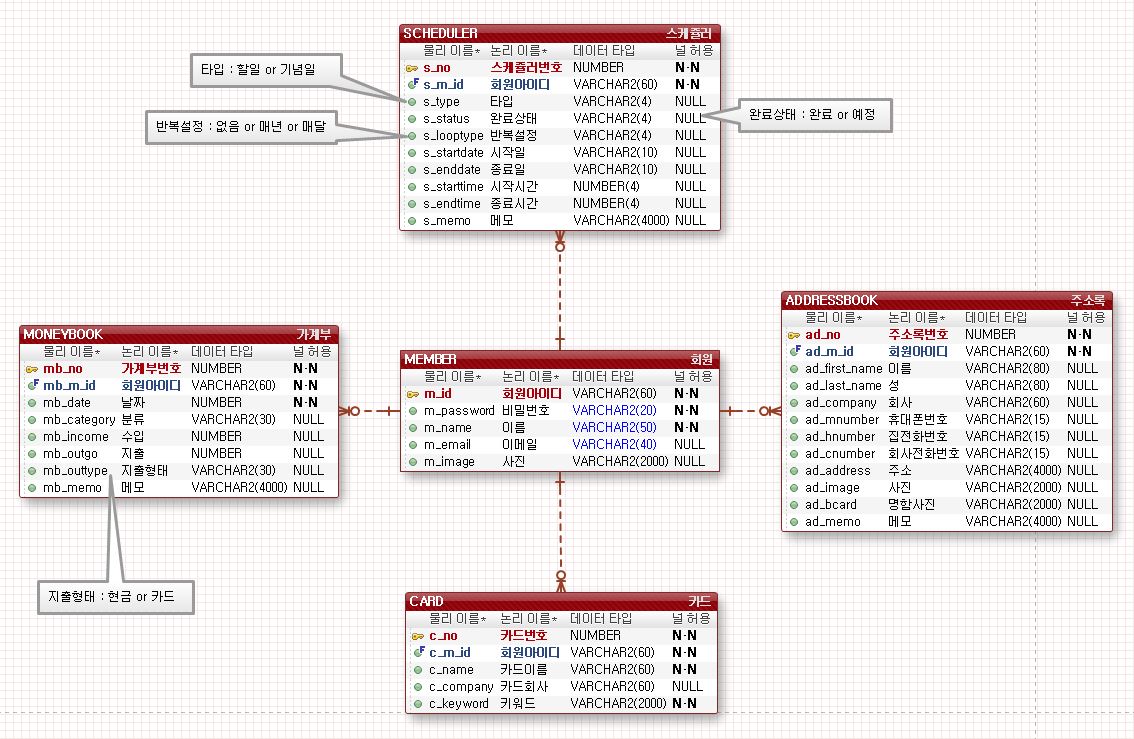 SCHEDULER 스케쥴러
물리 이름* 논리 이름* 데이터 타입 널 허용
s_no 스케쥴러번호 NUMBER N-N
s_m_id 회원아이디 VARCHAR2(60) N-N
s_type 타입 VARCHAR2(4) NULL
s_status 완료상태 VARCHAR2(4) NULL
s_looptype 반복설정 VARCHAR2(4) NULL
s_startdate 시작일 VARCHAR2(10) NULL
s_enddate 종료일 VARCHAR2(10) NULL
s_starttime 시작시간 NUMBER(4) NULL
s_endtime 종료시간 NUMBER(4) NULL
s_memo 메모 VARCHAR2(4000) NULL
타입 : 할일 or 기념일
반복설정 : 없음 or 매년 or 매달
완료상태 : 완료 or 예정
MONEYBOOK 가계부
물리 이름* 논리 이름* 데이터 타입 널 허용
mb_no 가계부번호 NUMBER N-N
mb_m_id 회원아이디 VARCHAR2(60) N-N
mb_date 날짜 NUMBER N-N
mb_category 분류 VARCHAR2(30) NULL
mb_income 수입 NUMBER NULL
mb_outgo 지출 NUMBER NULL
mb_outtype 지출형태 VARCHAR2(30) NULL
mb_memo 메모 VARCHAR2(4000) NULL
지출형태 : 현금 or 카드
MEMBER 회원
물리 이름* 논리 이름* 데이터 타입 널 허용
m_id 회원아이디 VARCHAR2(60) N-N
m_password 비밀번호 VARCHAR2(20) N-N
m_name 이름 VARCHAR2(50) N-N
m_email 이메일 VARCHAR2(40) NULL
m_image 사진 VARCHAR2(2000) NULL
ADDRESSBOOK 주소록
물리 이름* 논리 이름* 데이터 타입 널 허용
ad_no 주소록번호 NUMBER N-N
ad_m_id 회원아이디 VARCHAR2(60) N-N
ad_first_name 이름 VARCHAR2(80) NULL
ad_last_name 성 VARCHAR2(80) NULL
ad_company 회사 VARCHAR2(60) NULL
ad_mnumber 휴대폰번호 VARCHAR2(15) NULL
ad_hnumber 집전화번호 VARCHAR2(15) NULL
ad_cnumber 회사전화번호 VARCHAR2(15) NULL
ad_address 주소 VARCHAR2(4000) NULL
ad_image 사진 VARCHAR2(2000) NULL
ad_bcard 명함사진 VARCHAR2(2000) NULL
ad_memo 메모 VARCHAR2(4000) NULL
CARD 카드
물리 이름* 논리 이름* 데이터 타입 널 허용
c_no 카드번호 NUMBER N-N
c_m_id 회원아이디 VARCHAR2(60) N-N
c_name 카드이름 VARCHAR2(60) N-N
c_company 카드회사 VARCHAR2(60) NULL
c_keyword 키워드 VARCHAR2(2000) N-N